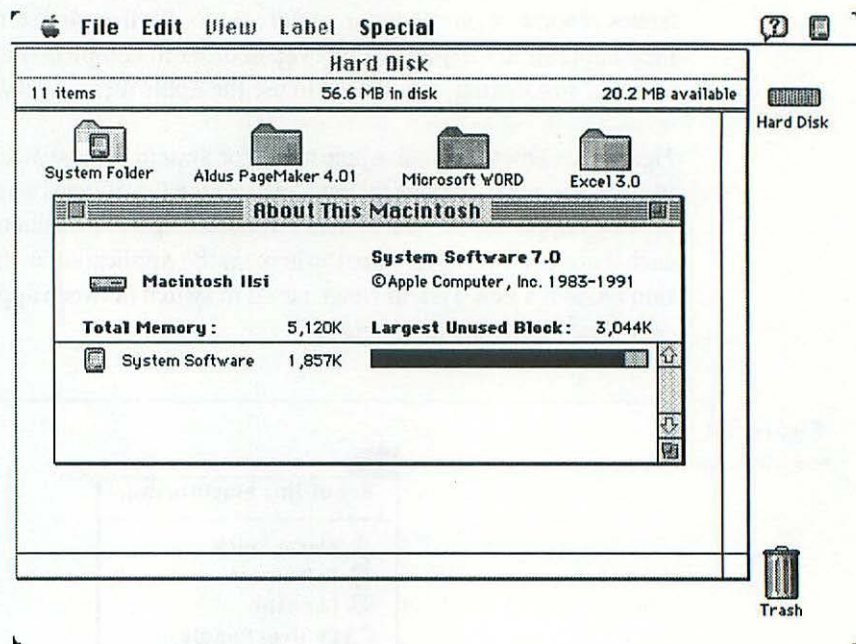 File Edit View Label Special
Hard Disk
11 items 56.6 MB in disk 20.2 MB available
Hard Disk
System Folder Aldus PageMaker 4.01 Microsoft WORD Excel 3.0
About This Macintosh
System Software 7.0
Macintosh IIsi ©Apple Computer, Inc. 1983-1991
Total Memory: 5,120K Largest Unused Block: 3,044K
System Software 1,857K
Trash